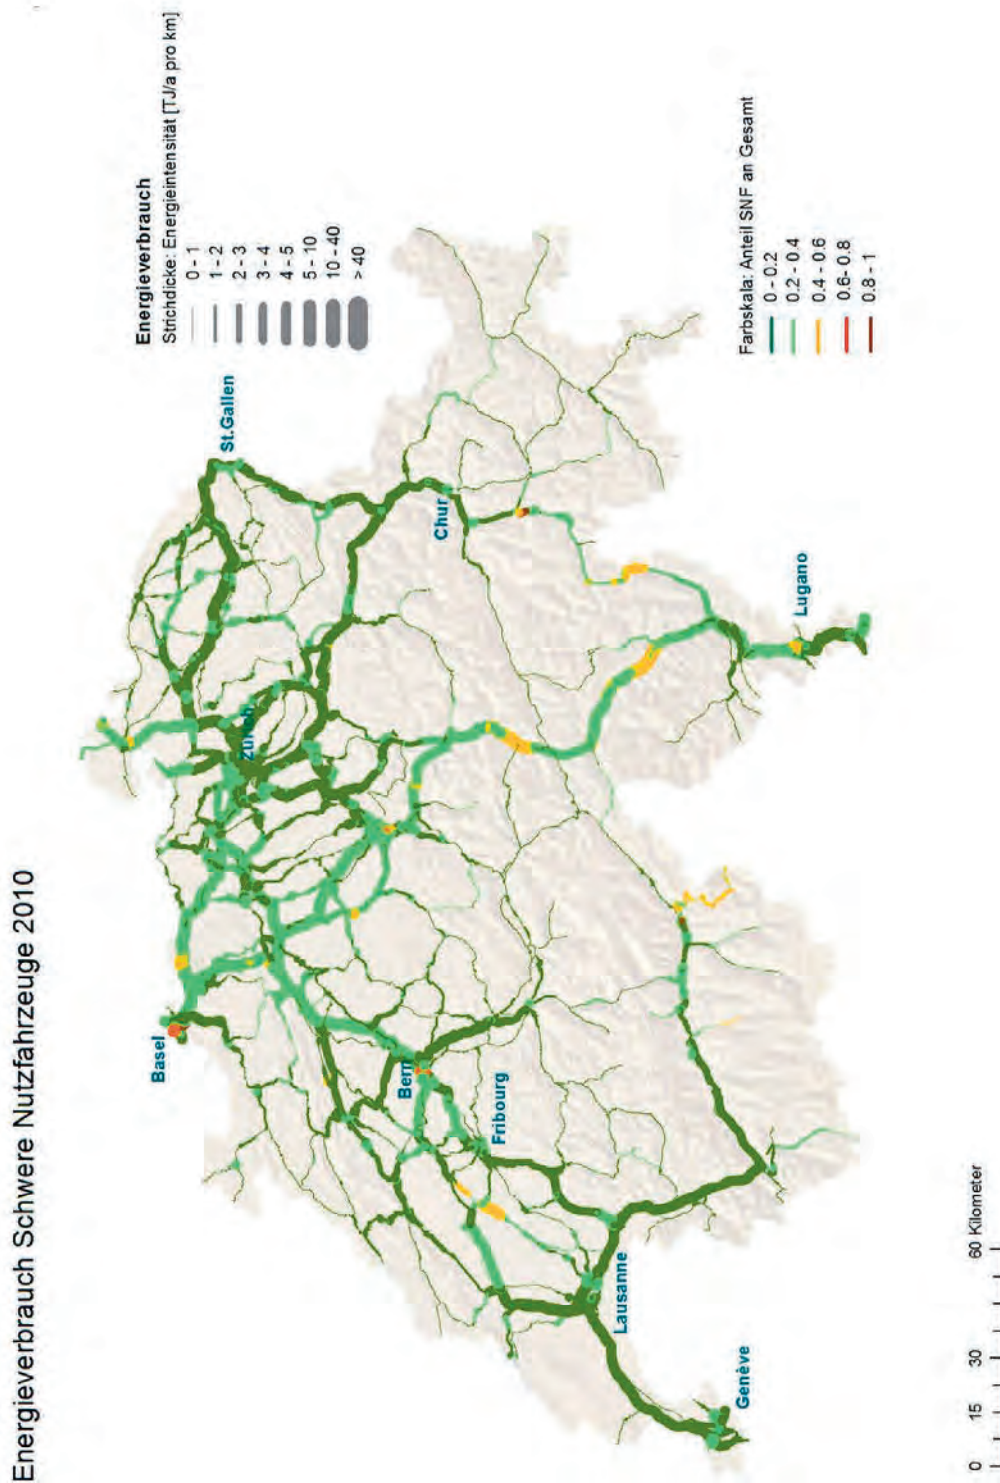 Energieverbrauch Schwere Nutzfahrzeuge 2010
Energieverbrauch
Strichdicke: Energieintensität [TJ/a pro km]
0 - 1
1 - 2
2 - 3
3 - 4
4 - 5
5 - 10
10 - 40
> 40
Basel
Zürich
St.Gallen
Bern
Fribourg
Chur
Lausanne
Genève
Lugano
Farbskala: Anteil SNF an Gesamt
0 - 0.2
0.2 - 0.4
0.4 - 0.6
0.6- 0.8
0.8 - 1
0 15 30 60 Kilometer